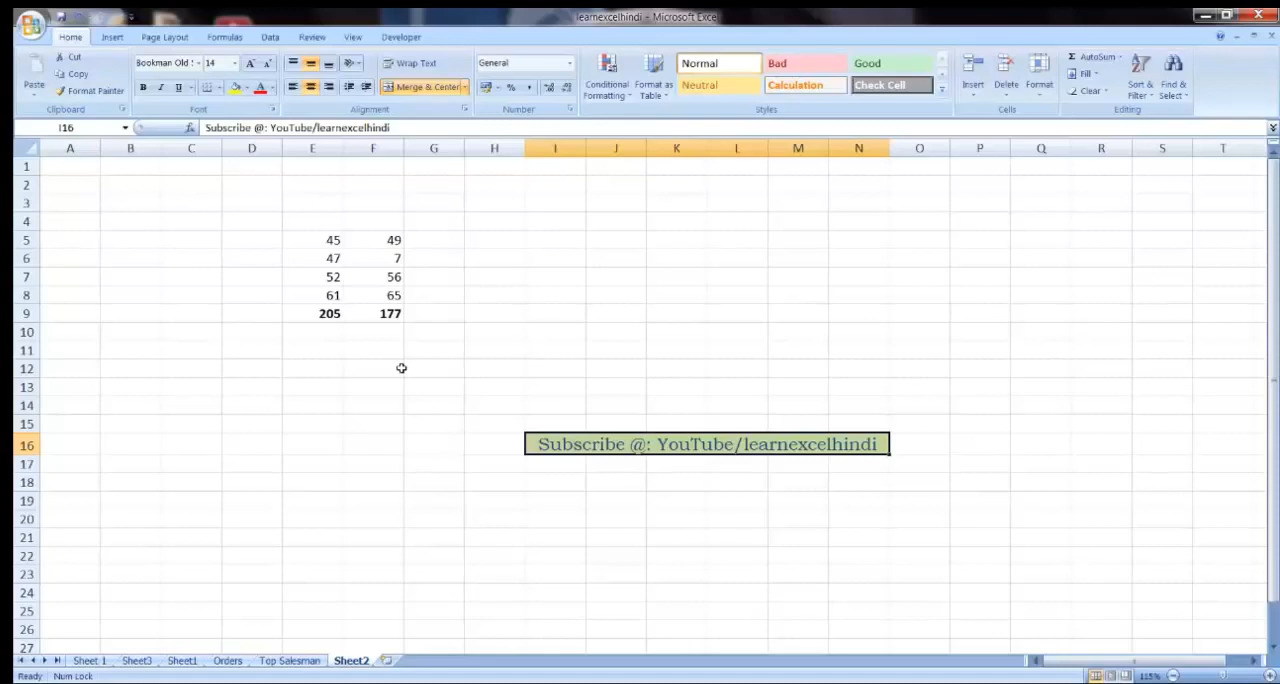 learnexcelhindi - Microsoft Excel
Home Insert Page Layout Formulas Data Review View Developer
Paste
Cut
Copy
Format Painter
Clipboard
Bookman Old 14
B I U
Font
Wrap Text
Merge & Center
Alignment
General
%
Number
Conditional Formatting
Format as Table
Normal Bad Good
Neutral Calculation Check Cell
Styles
Insert Delete Format
Cells
Σ AutoSum
Fill
Clear
Sort & Filter
Find & Select
Editing
I16 fx Subscribe @: YouTube/learnexcelhindi
A B C D E F G H I J K L M N O P Q R S T
1
2
3
4
5 45 49
6 47 7
7 52 56
8 61 65
9 205 177
10
11
12
13
14
15
16 Subscribe @: YouTube/learnexcelhindi
17
18
19
20
21
22
23
24
25
26
27
Sheet 1 Sheet3 Sheet1 Orders Top Salesman Sheet2
Ready Num Lock 115%